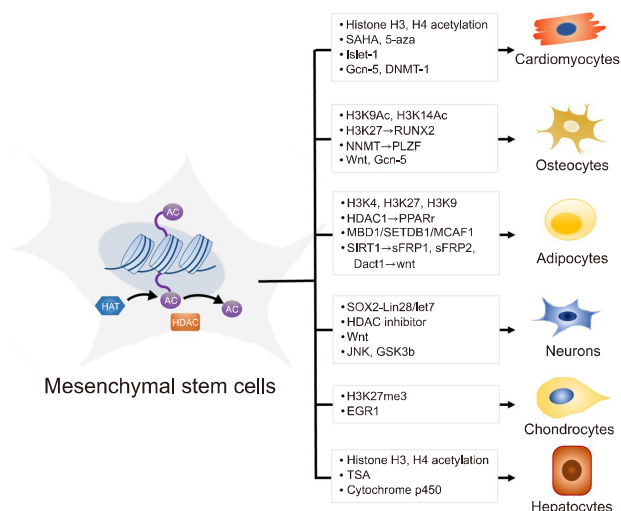 • Histone H3, H4 acetylation
• SAHA, 5-aza
• Islet-1
• Gcn-5, DNMT-1
Cardiomyocytes
• H3K9Ac, H3K14Ac
• H3K27→RUNX2
• NNMT→PLZF
• Wnt, Gcn-5
Osteocytes
• H3K4, H3K27, H3K9
• HDAC1→PPARr
• MBD1/SETDB1/MCAF1
• SIRT1→sFRP1, sFRP2,
Dact1→wnt
Adipocytes
AC
HAT
AC
HDAC
AC
Mesenchymal stem cells
• SOX2-Lin28/let7
• HDAC inhibitor
• Wnt
• JNK, GSK3b
Neurons
• H3K27me3
• EGR1
Chondrocytes
• Histone H3, H4 acetylation
• TSA
• Cytochrome p450
Hepatocytes